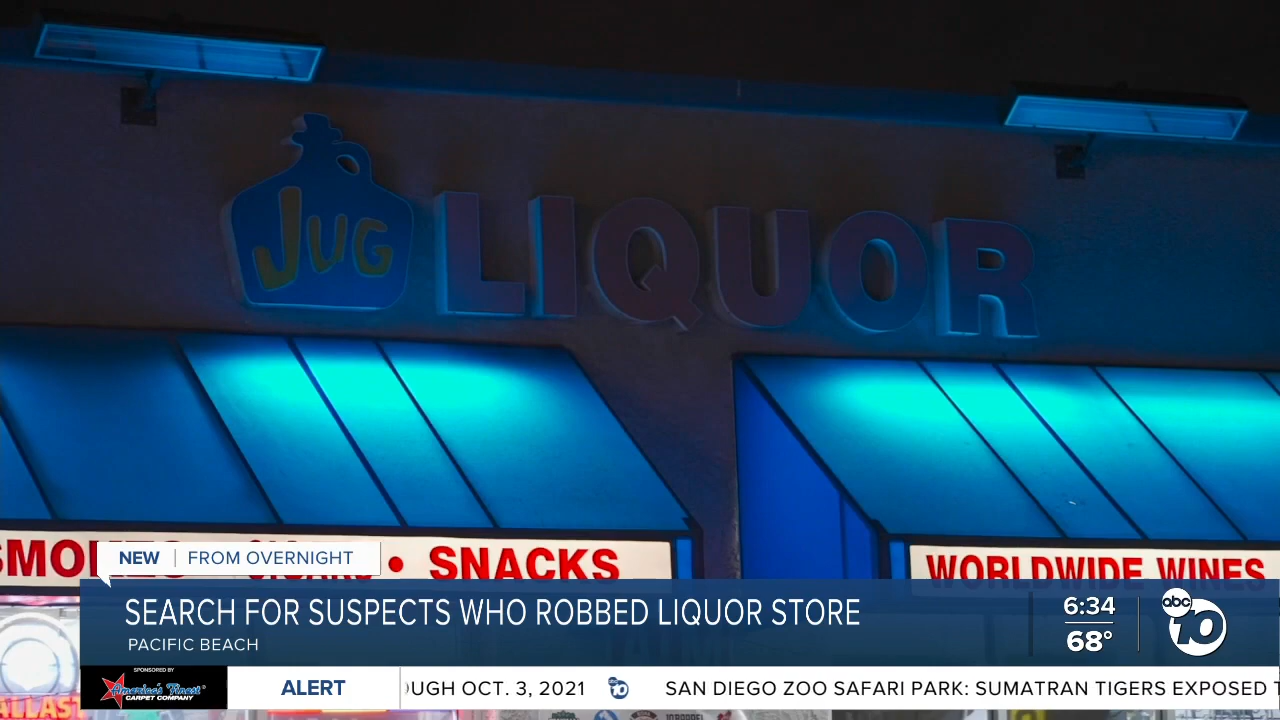 JUG LIQUOR
SNACKS
WORLDWIDE WINES
NEW FROM OVERNIGHT
SEARCH FOR SUSPECTS WHO ROBBED LIQUOR STORE
PACIFIC BEACH
6:34
68°
abc 10
SPONSORED BY
America's Finest
CARPET COMPANY
ALERT
UGH OCT. 3, 2021 SAN DIEGO ZOO SAFARI PARK: SUMATRAN TIGERS EXPOSED T